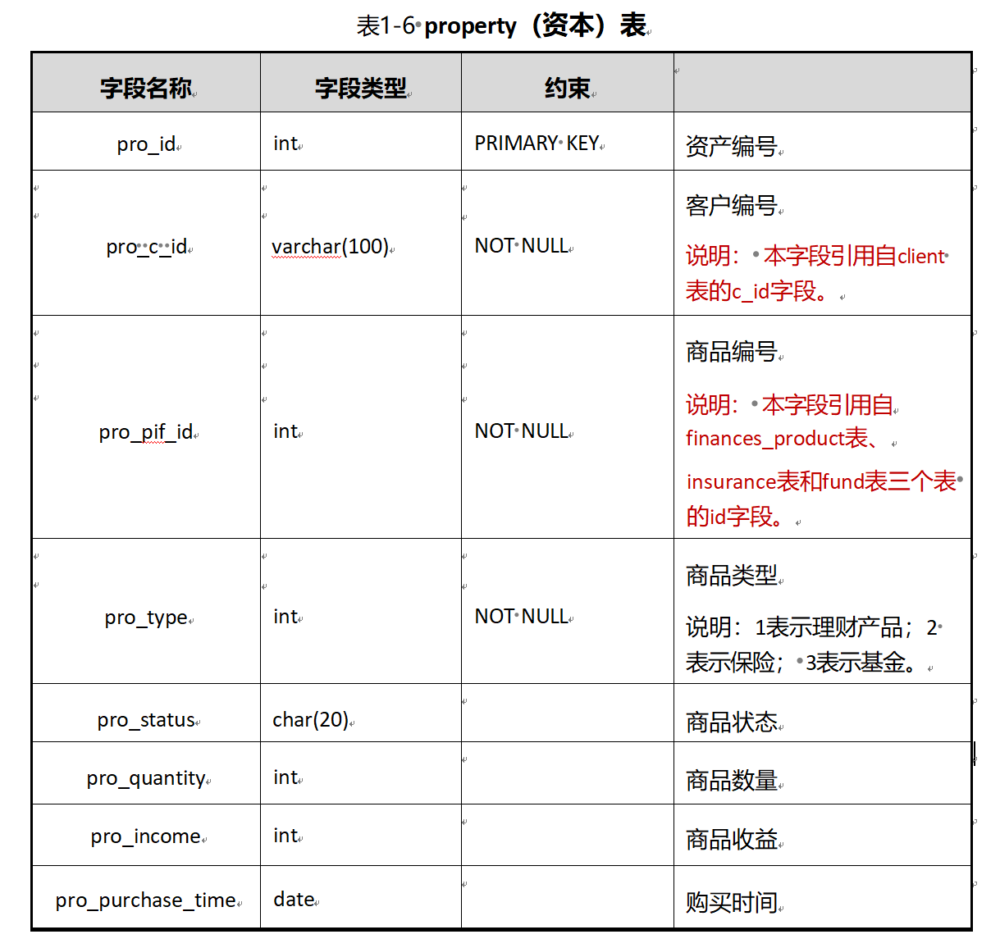 表1-6 property（资本）表
字段名称 字段类型 约束
pro_id int PRIMARY KEY 资产编号
客户编号
pro_c_id varchar(100) NOT NULL
说明： 本字段引用自client
表的c_id字段。
商品编号
说明： 本字段引用自
pro_pif_id int NOT NULL
finances_product表、
insurance表和fund表三个表
的id字段。
商品类型
pro_type int NOT NULL
说明：1表示理财产品；2
表示保险； 3表示基金。
pro_status char(20) 商品状态
pro_quantity int 商品数量
pro_income int 商品收益
pro_purchase_time date 购买时间